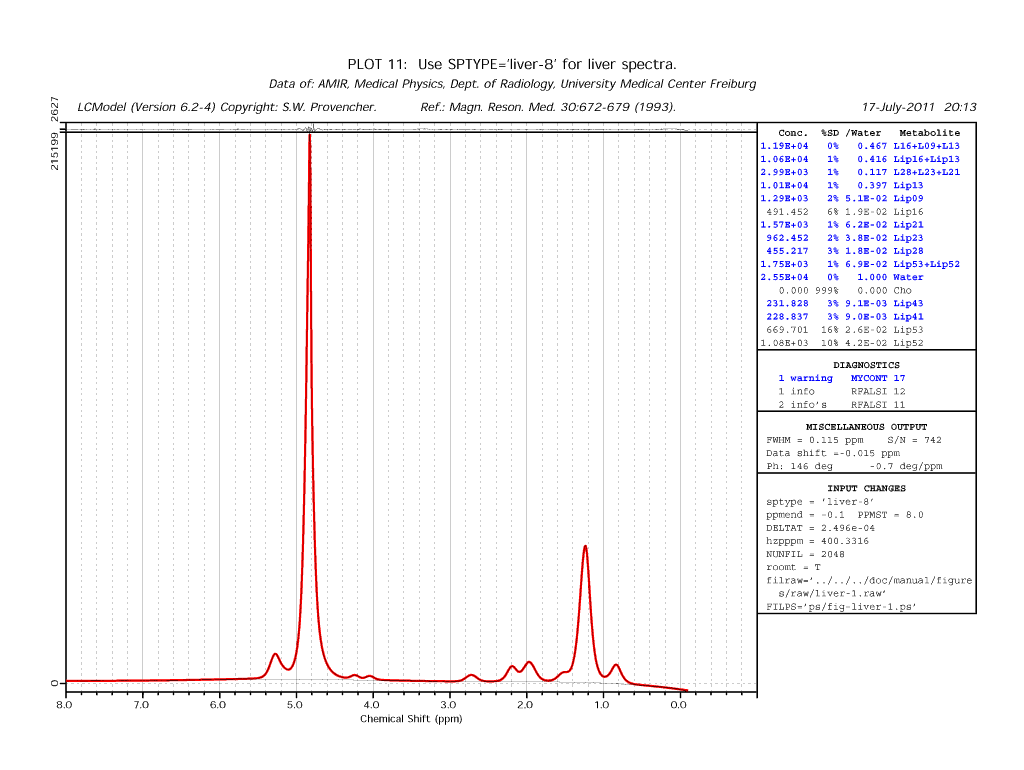 PLOT 11: Use SPTYPE='liver-8' for liver spectra.
Data of: AMIR, Medical Physics, Dept. of Radiology, University Medical Center Freiburg
LCModel (Version 6.2-4) Copyright: S.W. Provencher. Ref.: Magn. Reson. Med. 30:672-679 (1993). 17-July-2011 20:13
2627
215199
0
8.0 7.0 6.0 5.0 4.0 3.0 2.0 1.0 0.0
Chemical Shift (ppm)
Conc. %SD /Water Metabolite
1.19E+04 0% 0.467 L16+L09+L13
1.06E+04 1% 0.416 Lip16+Lip13
2.99E+03 1% 0.117 L28+L23+L21
1.01E+04 1% 0.397 Lip13
1.29E+03 2% 5.1E-02 Lip09
491.452 6% 1.9E-02 Lip16
1.57E+03 1% 6.2E-02 Lip21
962.452 2% 3.8E-02 Lip23
455.217 3% 1.8E-02 Lip28
1.75E+03 1% 6.9E-02 Lip53+Lip52
2.55E+04 0% 1.000 Water
0.000 999% 0.000 Cho
231.828 3% 9.1E-03 Lip43
228.837 3% 9.0E-03 Lip41
669.701 16% 2.6E-02 Lip53
1.08E+03 10% 4.2E-02 Lip52
DIAGNOSTICS
1 warning MYCONT 17
1 info RFALSI 12
2 info's RFALSI 11
MISCELLANEOUS OUTPUT
FWHM = 0.115 ppm S/N = 742
Data shift =-0.015 ppm
Ph: 146 deg -0.7 deg/ppm
INPUT CHANGES
sptype = 'liver-8'
ppmend = -0.1 PPMST = 8.0
DELTAT = 2.496e-04
hzpppm = 400.3316
NUNFIL = 2048
roomt = T
filraw='../../../doc/manual/figure
s/raw/liver-1.raw'
FILPS='ps/fig-liver-1.ps'